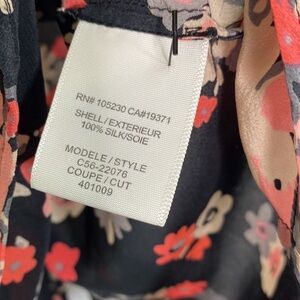 RN# 105230 CA#19371
SHELL/EXTERIEUR
100% SILK/SOIE
MODELE/STYLE
C56-22076
COUPE/CUT
401009